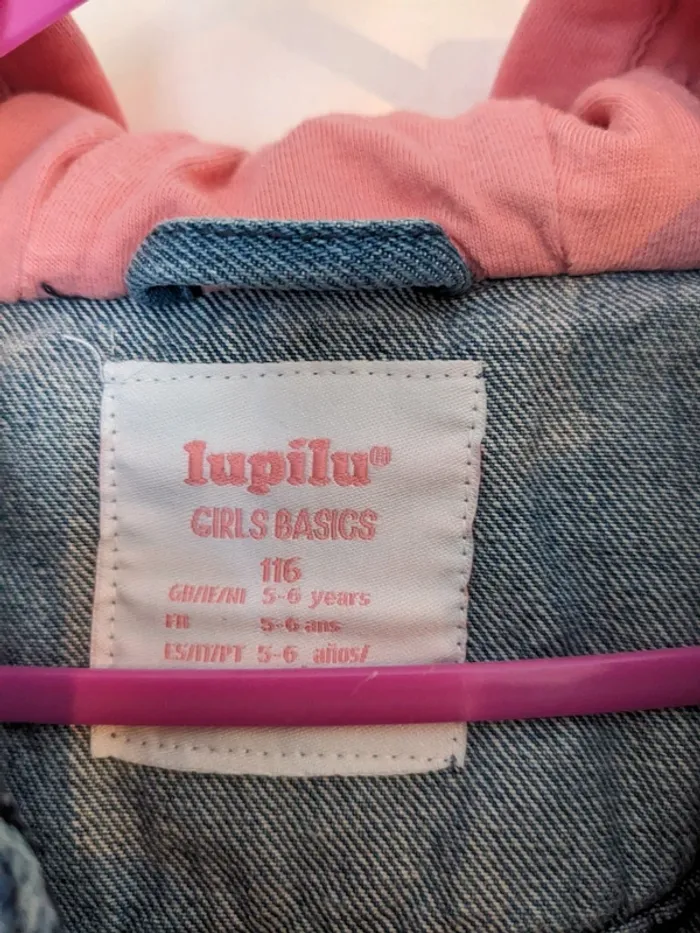 lupilu®
GIRLS BASICS
116
GB/IE/NI 5-6 years
FR 5-6 ans
ES/IT/PT 5-6 años/